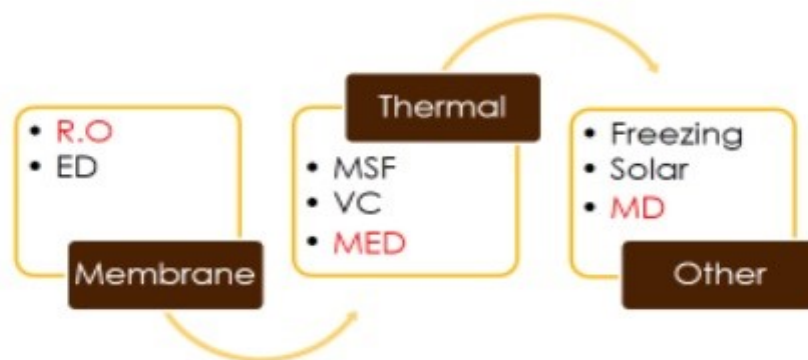 • R.O
• ED
Membrane
Thermal
• MSF
• VC
• MED
• Freezing
• Solar
• MD
Other